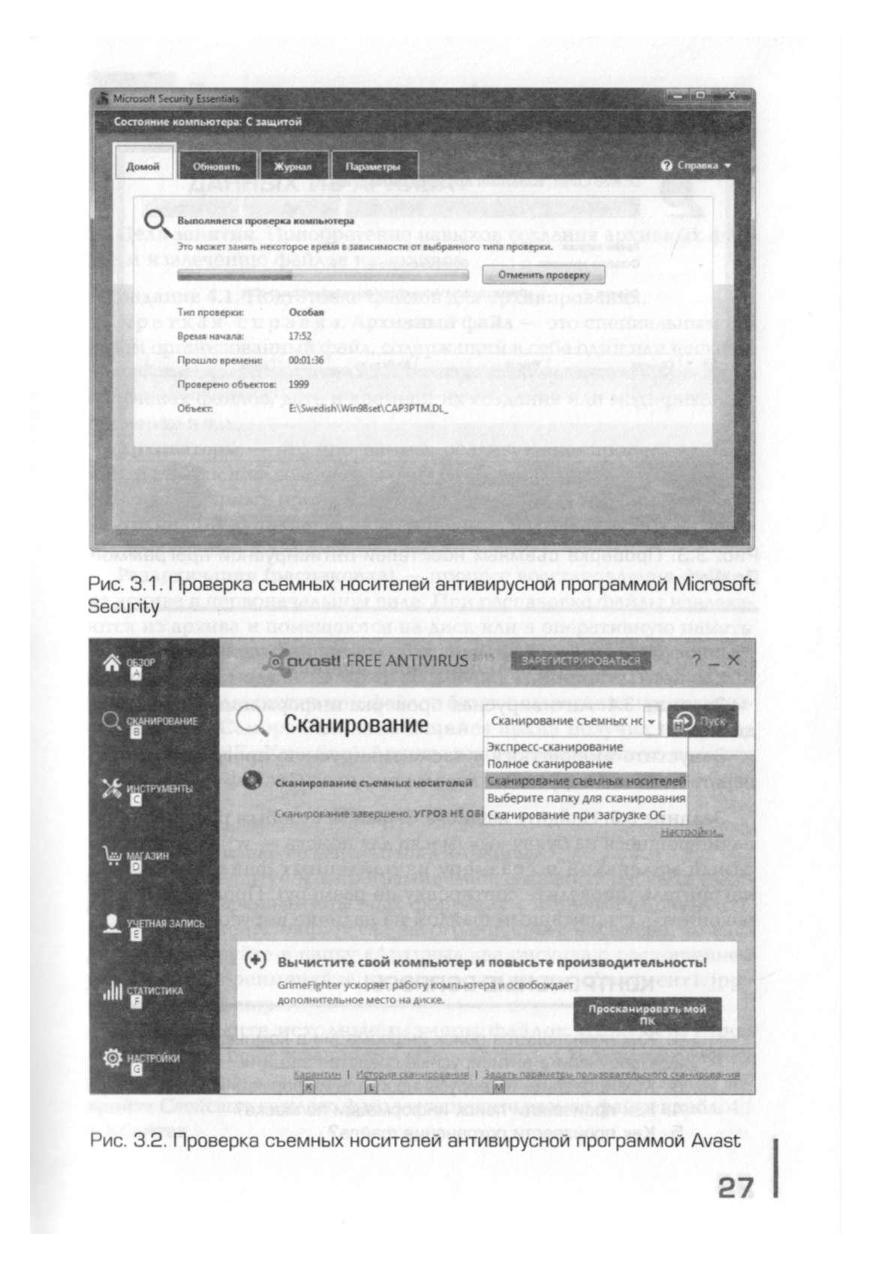 Microsoft Security Essentials
Состояние компьютера: С защитой
Домой Обновить Журнал Параметры Справка
Выполняется проверка компьютера
Это может занять некоторое время в зависимости от выбранного типа проверки.
Отменить проверку
Тип проверки: Особая
Время начала: 17:52
Прошло времени: 00:01:36
Проверено объектов: 1999
Объект: E:\Swedish\Win98set\CAP3PTM.DL_
Рис. 3.1. Проверка съемных носителей антивирусной программой Microsoft
Security
ОБЗОР
A
avast! FREE ANTIVIRUS 2015 ЗАРЕГИСТРИРОВАТЬСЯ ? _ X
СКАНИРОВАНИЕ
B
Сканирование
Сканирование съемных нс
Пуск
Экспресс-сканирование
Полное сканирование
Сканирование съемных носителей
Выберите папку для сканирования
Сканирование при загрузке ОС
ИНСТРУМЕНТЫ
C
Сканирование съемных носителей
Сканирование завершено. УГРОЗ НЕ ОБ
Настройки...
МАГАЗИН
D
УЧЕТНАЯ ЗАПИСЬ
E
СТАТИСТИКА
F
НАСТРОЙКИ
G
(+) Вычистите свой компьютер и повысьте производительность!
GrimeFighter ускоряет работу компьютера и освобождает
дополнительное место на диске.
Просканировать мой
ПК
Карантин | История сканирования | Задать параметры пользовательского сканирования
K L M
Рис. 3.2. Проверка съемных носителей антивирусной программой Avast
27